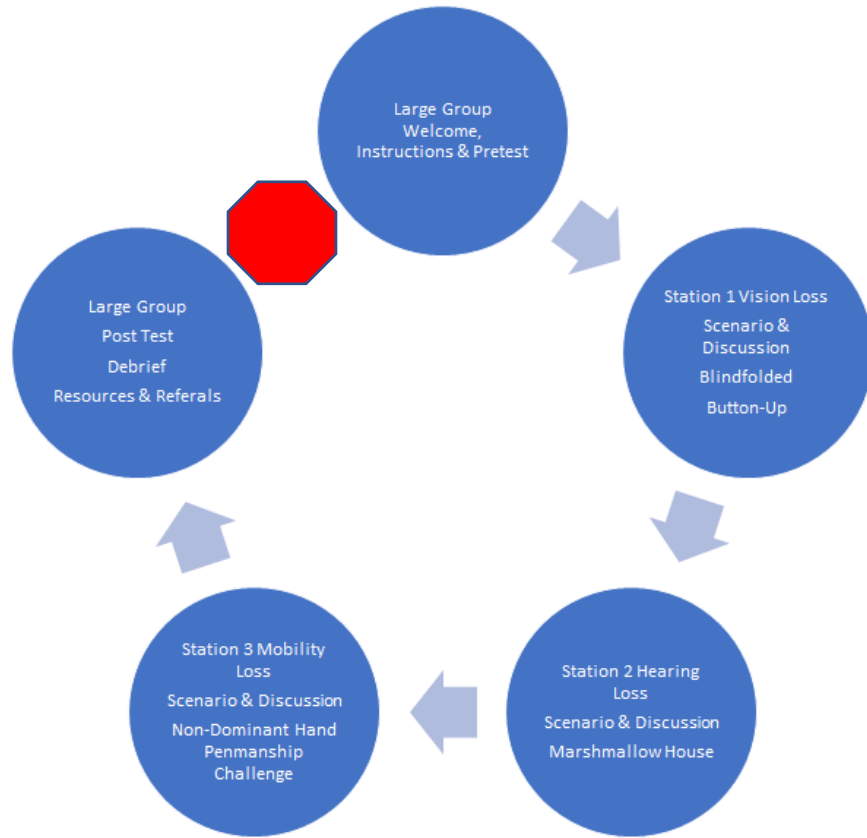 Large Group
Welcome,
Instructions & Pretest
Station 1 Vision Loss
Scenario &
Discussion
Blindfolded
Button-Up
Station 2 Hearing
Loss
Scenario & Discussion
Marshmallow House
Station 3 Mobility
Loss
Scenario & Discussion
Non-Dominant Hand
Penmanship
Challenge
Large Group
Post Test
Debrief
Resources & Referals